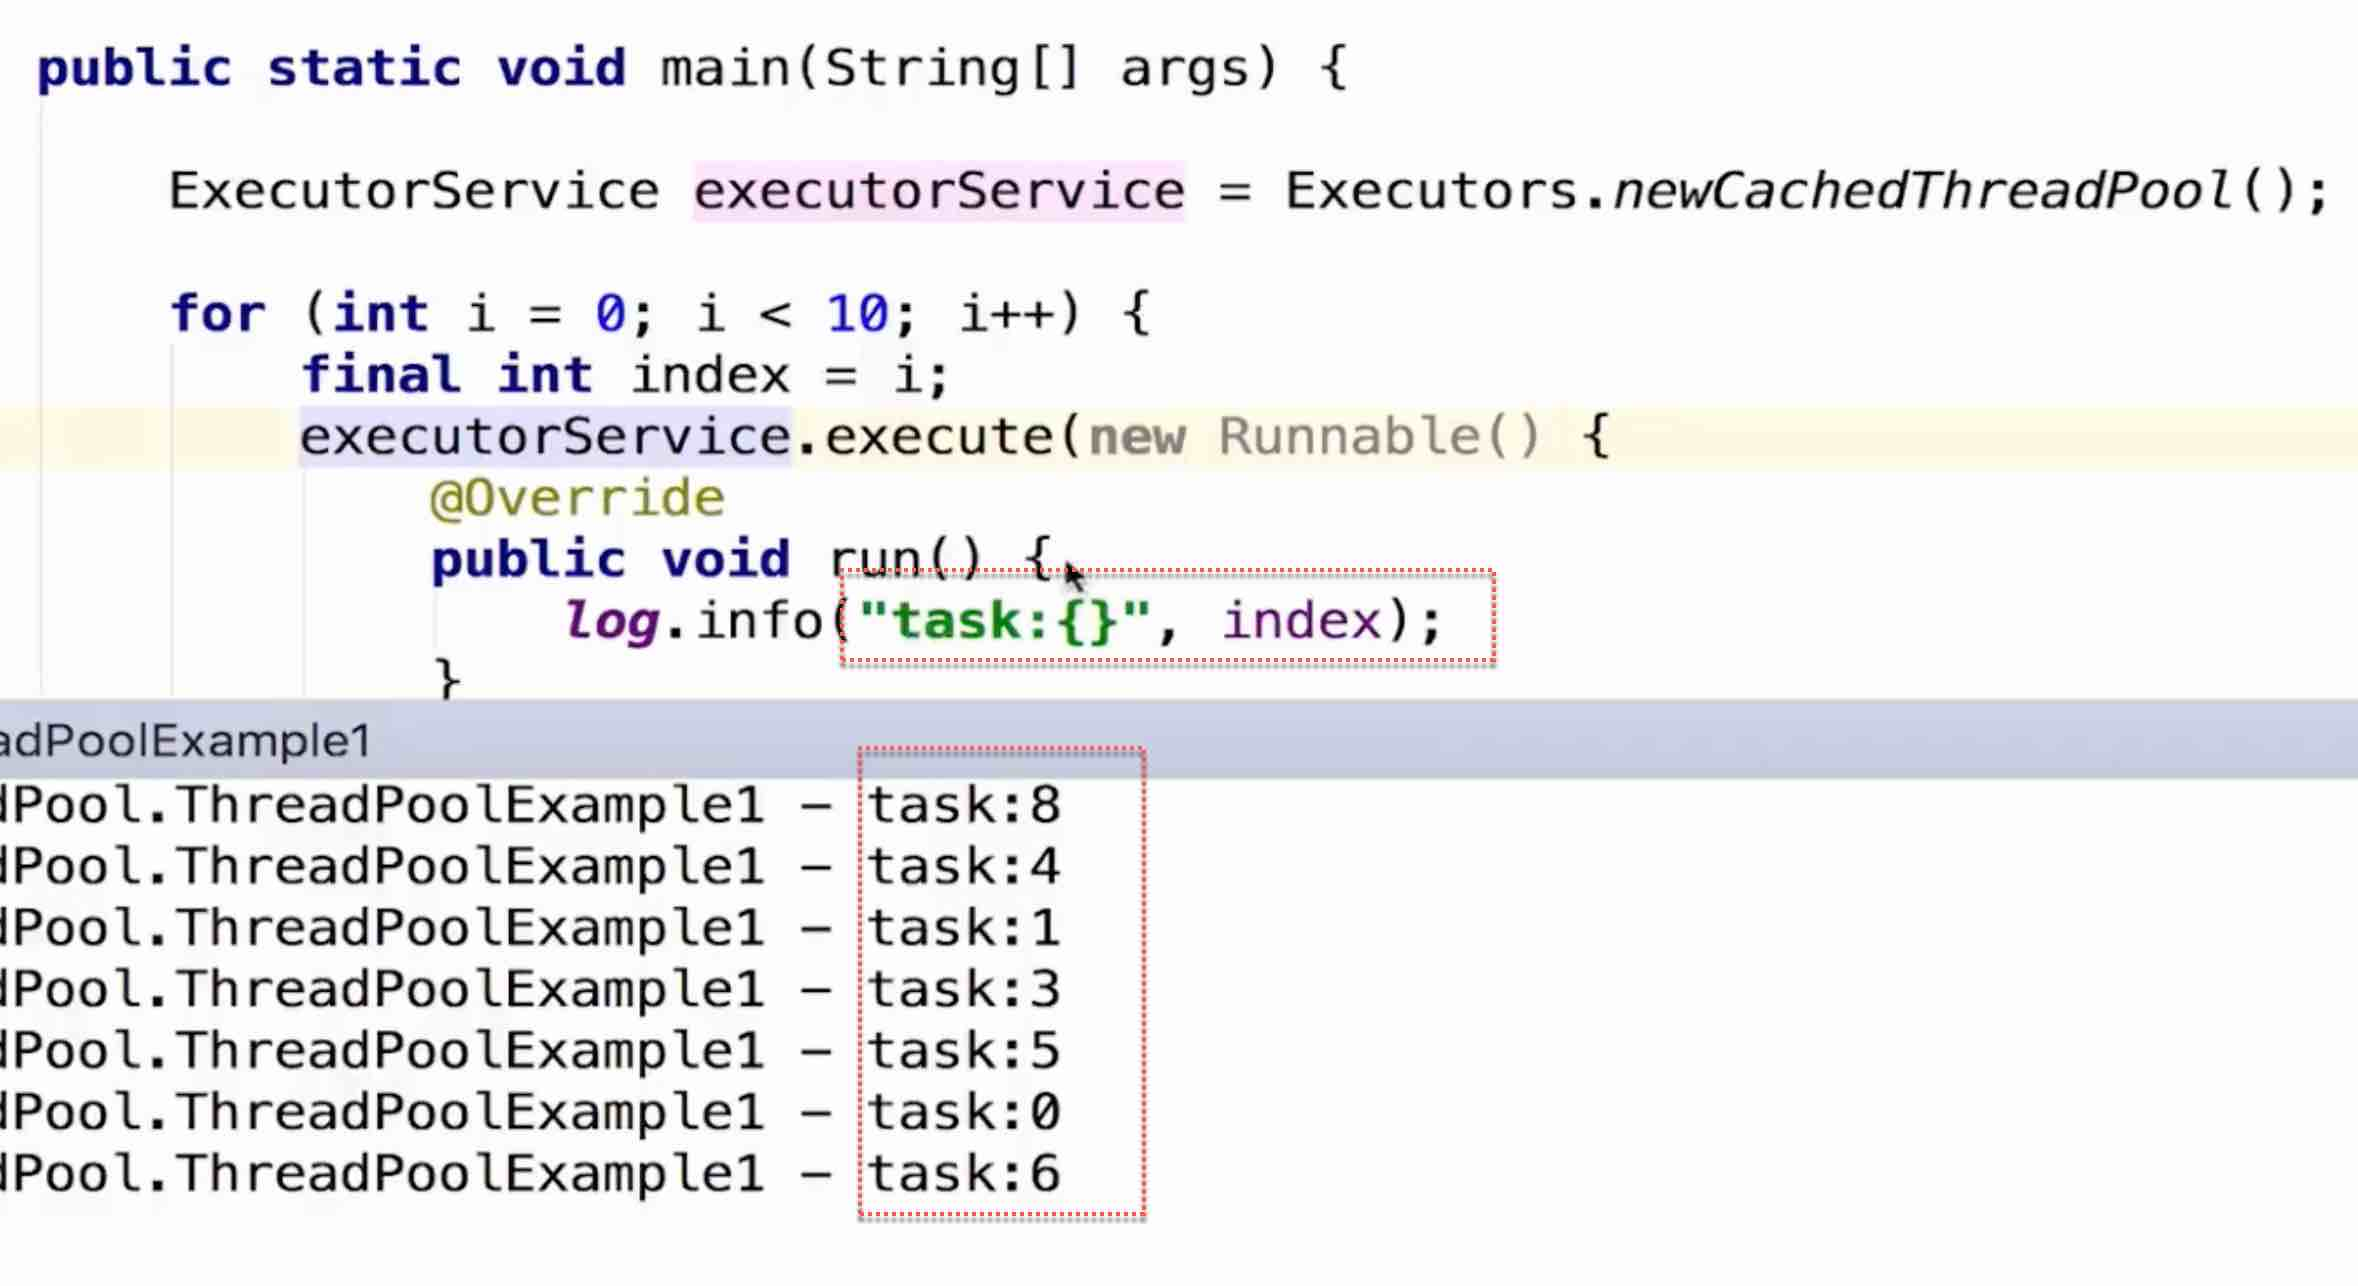 public static void main(String[] args) {
ExecutorService executorService = Executors.newCachedThreadPool();
for (int i = 0; i < 10; i++) {
final int index = i;
executorService.execute(new Runnable() {
@Override
public void run() {
log.info("task:{}", index);
}
adPoolExample1
dPool.ThreadPoolExample1 – task:8
dPool.ThreadPoolExample1 – task:4
dPool.ThreadPoolExample1 – task:1
dPool.ThreadPoolExample1 – task:3
dPool.ThreadPoolExample1 – task:5
dPool.ThreadPoolExample1 – task:0
dPool.ThreadPoolExample1 – task:6